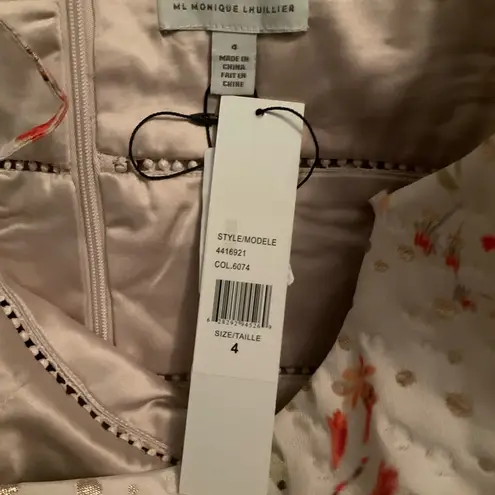 ML MONIQUE LHUILLIER
4
MADE IN
CHINA
FAIT EN
CHINE
STYLE/MODELE
4416921
COL.6074
SIZE/TAILLE
4